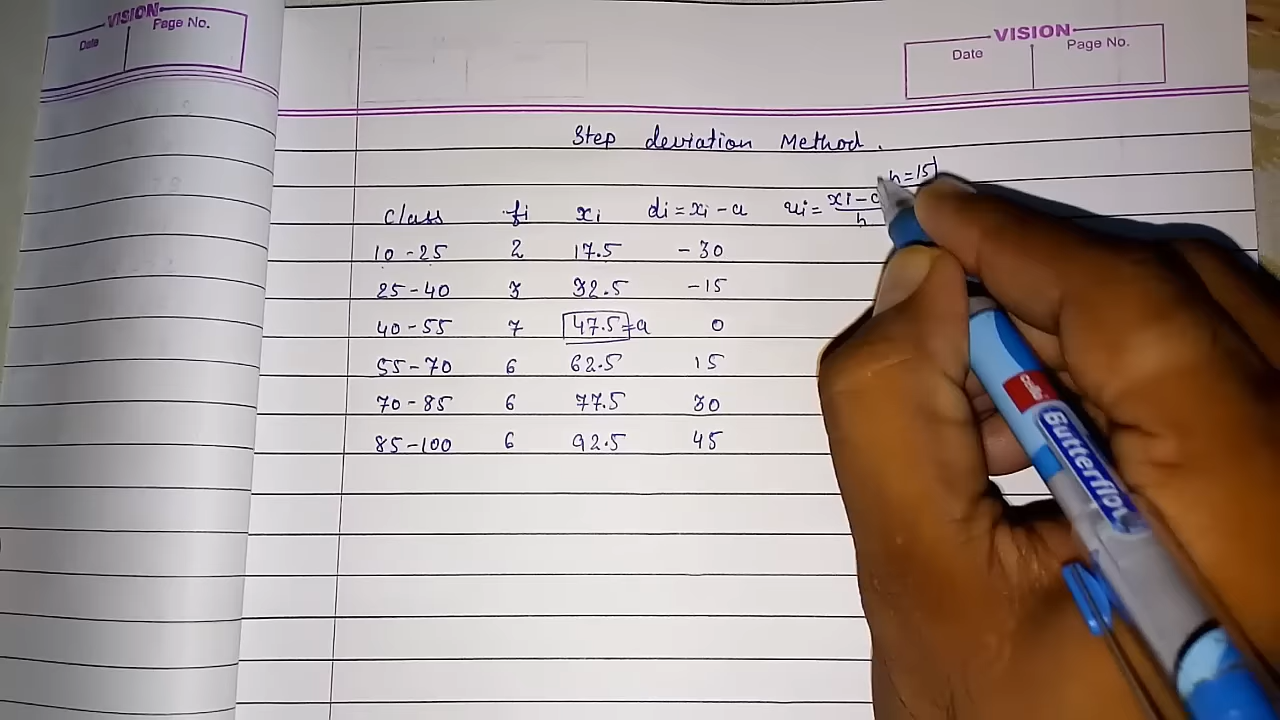 VISION
Date Page No.
VISION
Date Page No.
Step deviation Method.
h=15
Class fi xi di=xi-a ui=xi-a/h
10-25 2 17.5 -30
25-40 3 32.5 -15
40-55 7 47.5=a 0
55-70 6 62.5 15
70-85 6 77.5 30
85-100 6 92.5 45
Cello
Butterflow